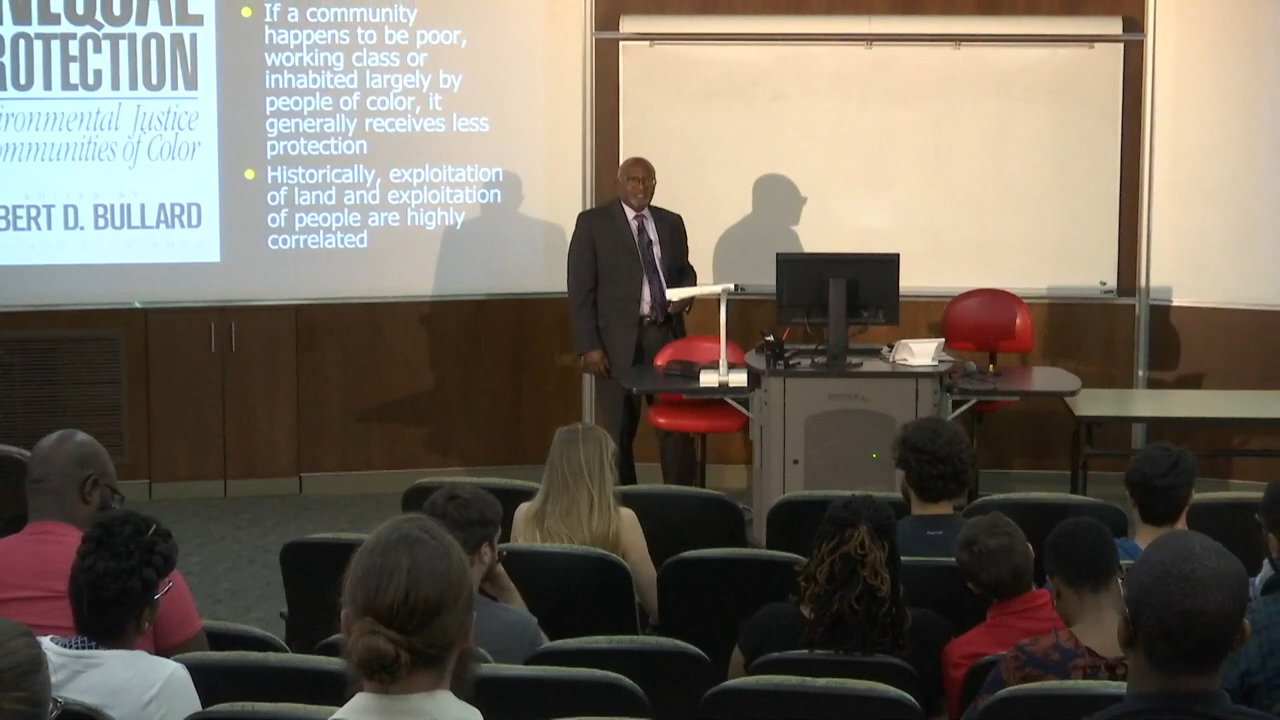 NEQUAL
ROTECTION
ironmental Justice
ommunities of Color
EDITED BY
BERT D. BULLARD
If a community
happens to be poor,
working class or
inhabited largely by
people of color, it
generally receives less
protection
Historically, exploitation
of land and exploitation
of people are highly
correlated